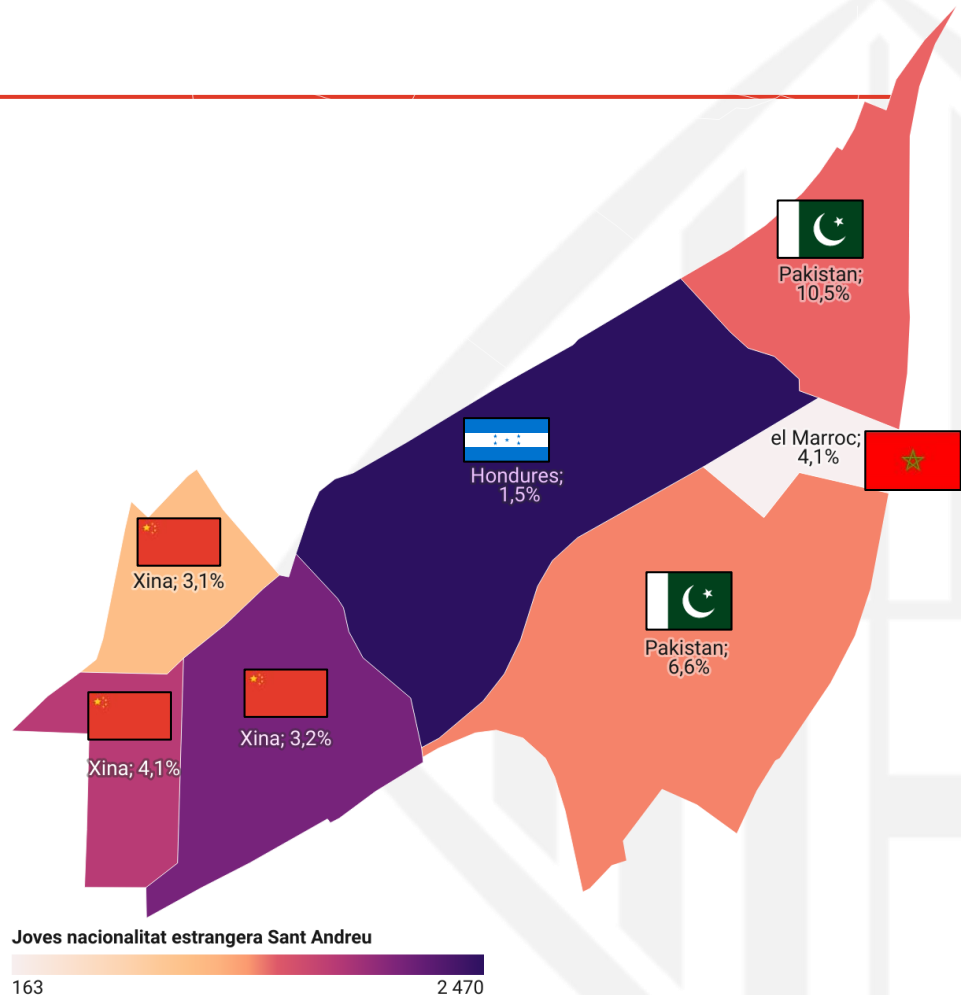 Pakistan;
10,5%
el Marroc;
4,1%
Hondures;
1,5%
Xina; 3,1%
Pakistan;
6,6%
Xina; 3,2%
Xina; 4,1%
Joves nacionalitat estrangera Sant Andreu
163 2 470